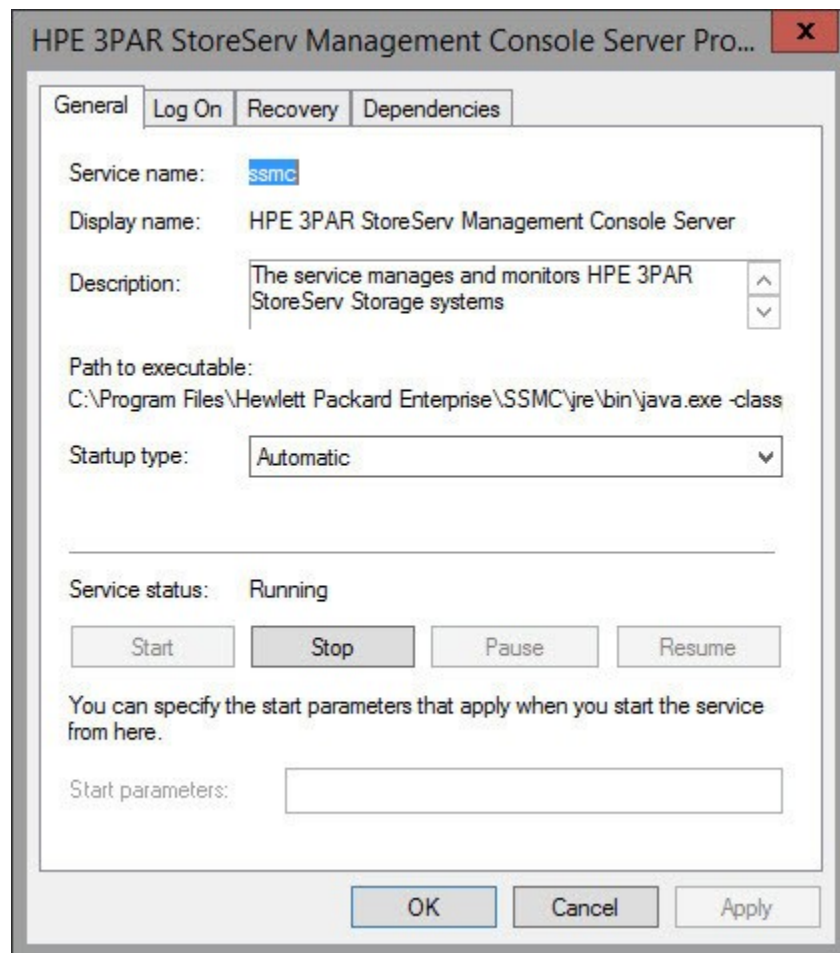 HPE 3PAR StoreServ Management Console Server Pro...
x
General Log On Recovery Dependencies
Service name: ssmc
Display name: HPE 3PAR StoreServ Management Console Server
Description: The service manages and monitors HPE 3PAR
StoreServ Storage systems
Path to executable:
C:\Program Files\Hewlett Packard Enterprise\SSMC\jre\bin\java.exe -class
Startup type: Automatic
Service status: Running
Start Stop Pause Resume
You can specify the start parameters that apply when you start the service
from here.
Start parameters:
OK Cancel Apply